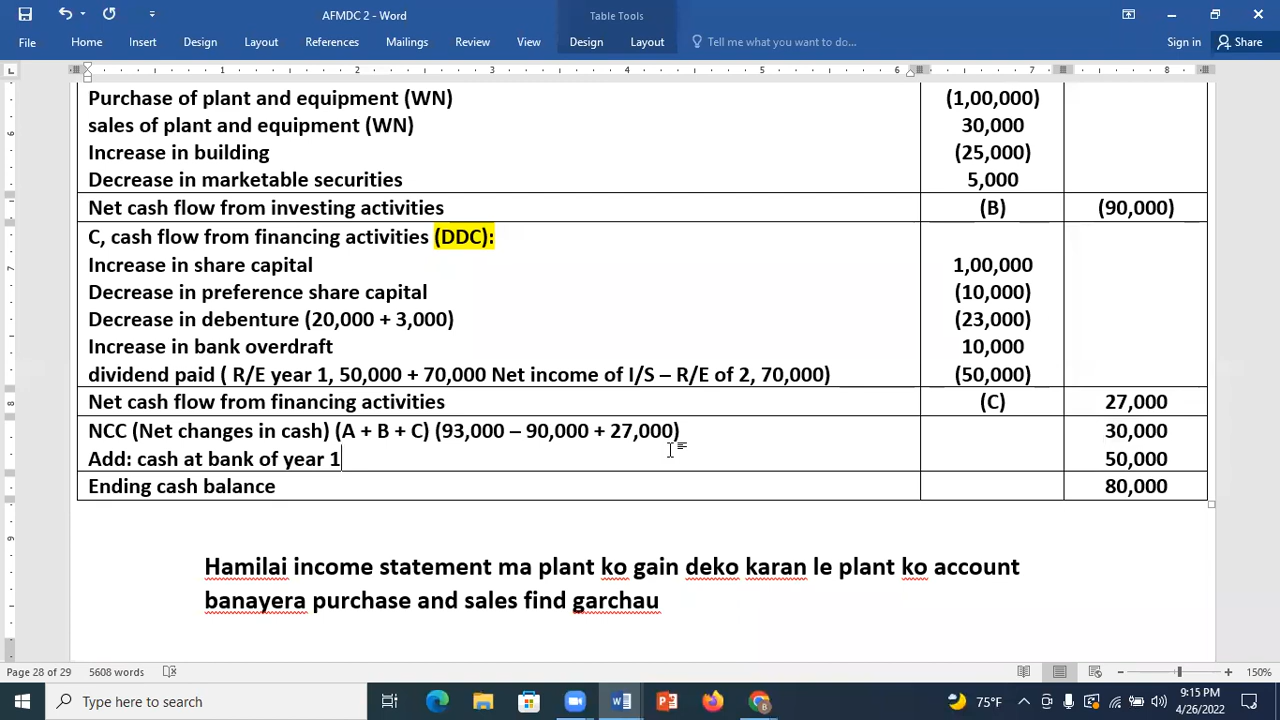 AFMDC 2 - Word
Table Tools
Sign in
Share
File
Home
Insert
Design
Layout
References
Mailings
Review
View
Design
Layout
Tell me what you want to do...
1 2 3 4 5 6 7 8
Purchase of plant and equipment (WN) (1,00,000)
sales of plant and equipment (WN) 30,000
Increase in building (25,000)
Decrease in marketable securities 5,000
Net cash flow from investing activities (B) (90,000)
C, cash flow from financing activities (DDC):
Increase in share capital 1,00,000
Decrease in preference share capital (10,000)
Decrease in debenture (20,000 + 3,000) (23,000)
Increase in bank overdraft 10,000
dividend paid ( R/E year 1, 50,000 + 70,000 Net income of I/S – R/E of 2, 70,000) (50,000)
Net cash flow from financing activities (C) 27,000
NCC (Net changes in cash) (A + B + C) (93,000 – 90,000 + 27,000) 30,000
Add: cash at bank of year 1 50,000
Ending cash balance 80,000
Hamilai income statement ma plant ko gain deko karan le plant ko account
banayera purchase and sales find garchau
Page 28 of 29 5608 words
150%
Type here to search
75°F
9:15 PM
4/26/2022